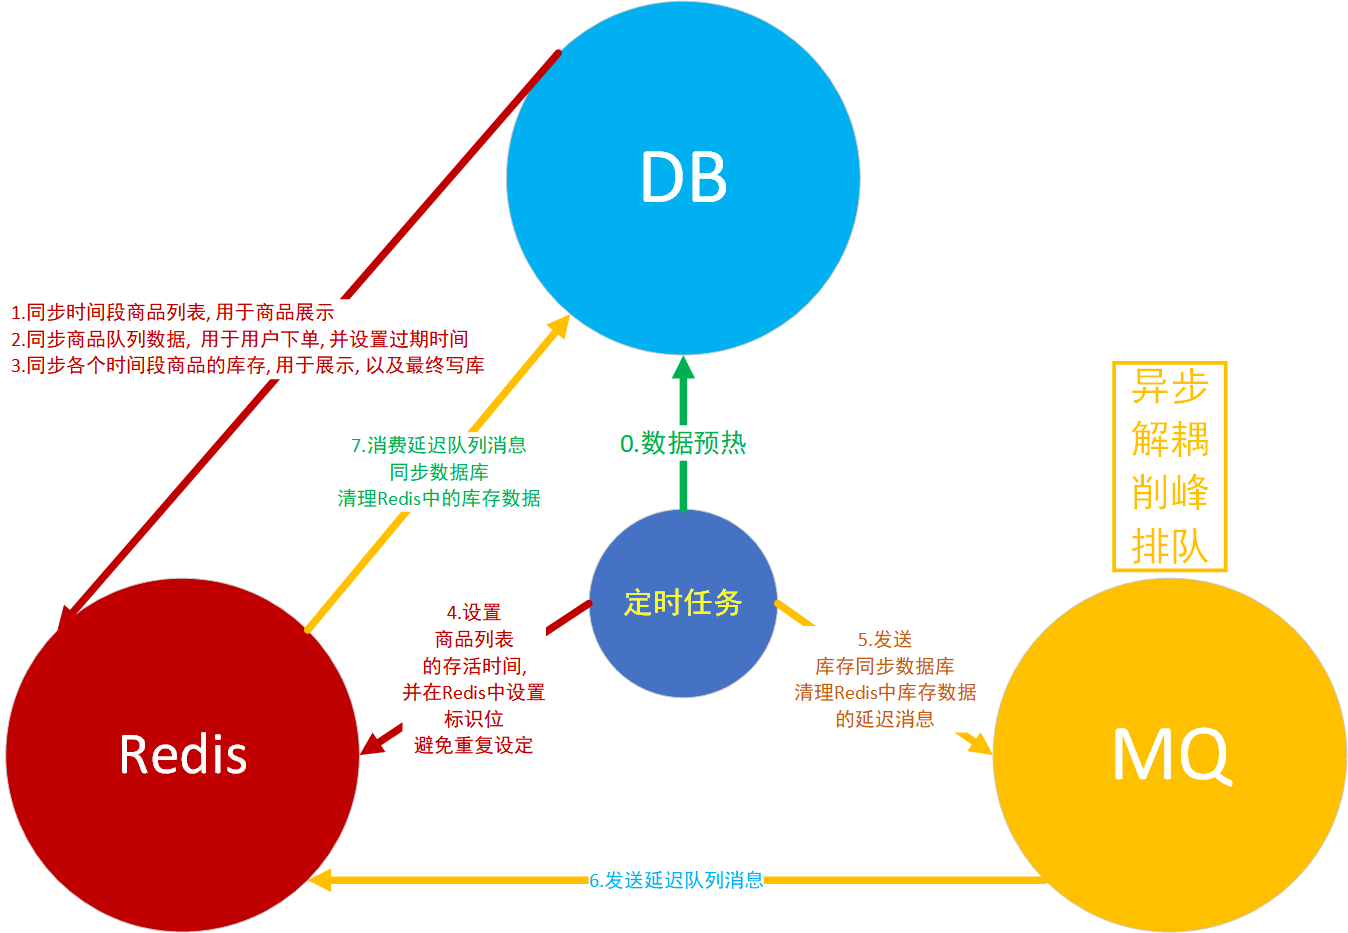 DB
1.同步时间段商品列表, 用于商品展示
2.同步商品队列数据, 用于用户下单, 并设置过期时间
3.同步各个时间段商品的库存, 用于展示, 以及最终写库
7.消费延迟队列消息
同步数据库
清理Redis中的库存数据
0.数据预热
异步
解耦
削峰
排队
定时任务
4.设置
商品列表
的存活时间,
并在Redis中设置
标识位
避免重复设定
5.发送
库存同步数据库
清理Redis中库存数据
的延迟消息
Redis
MQ
6.发送延迟队列消息